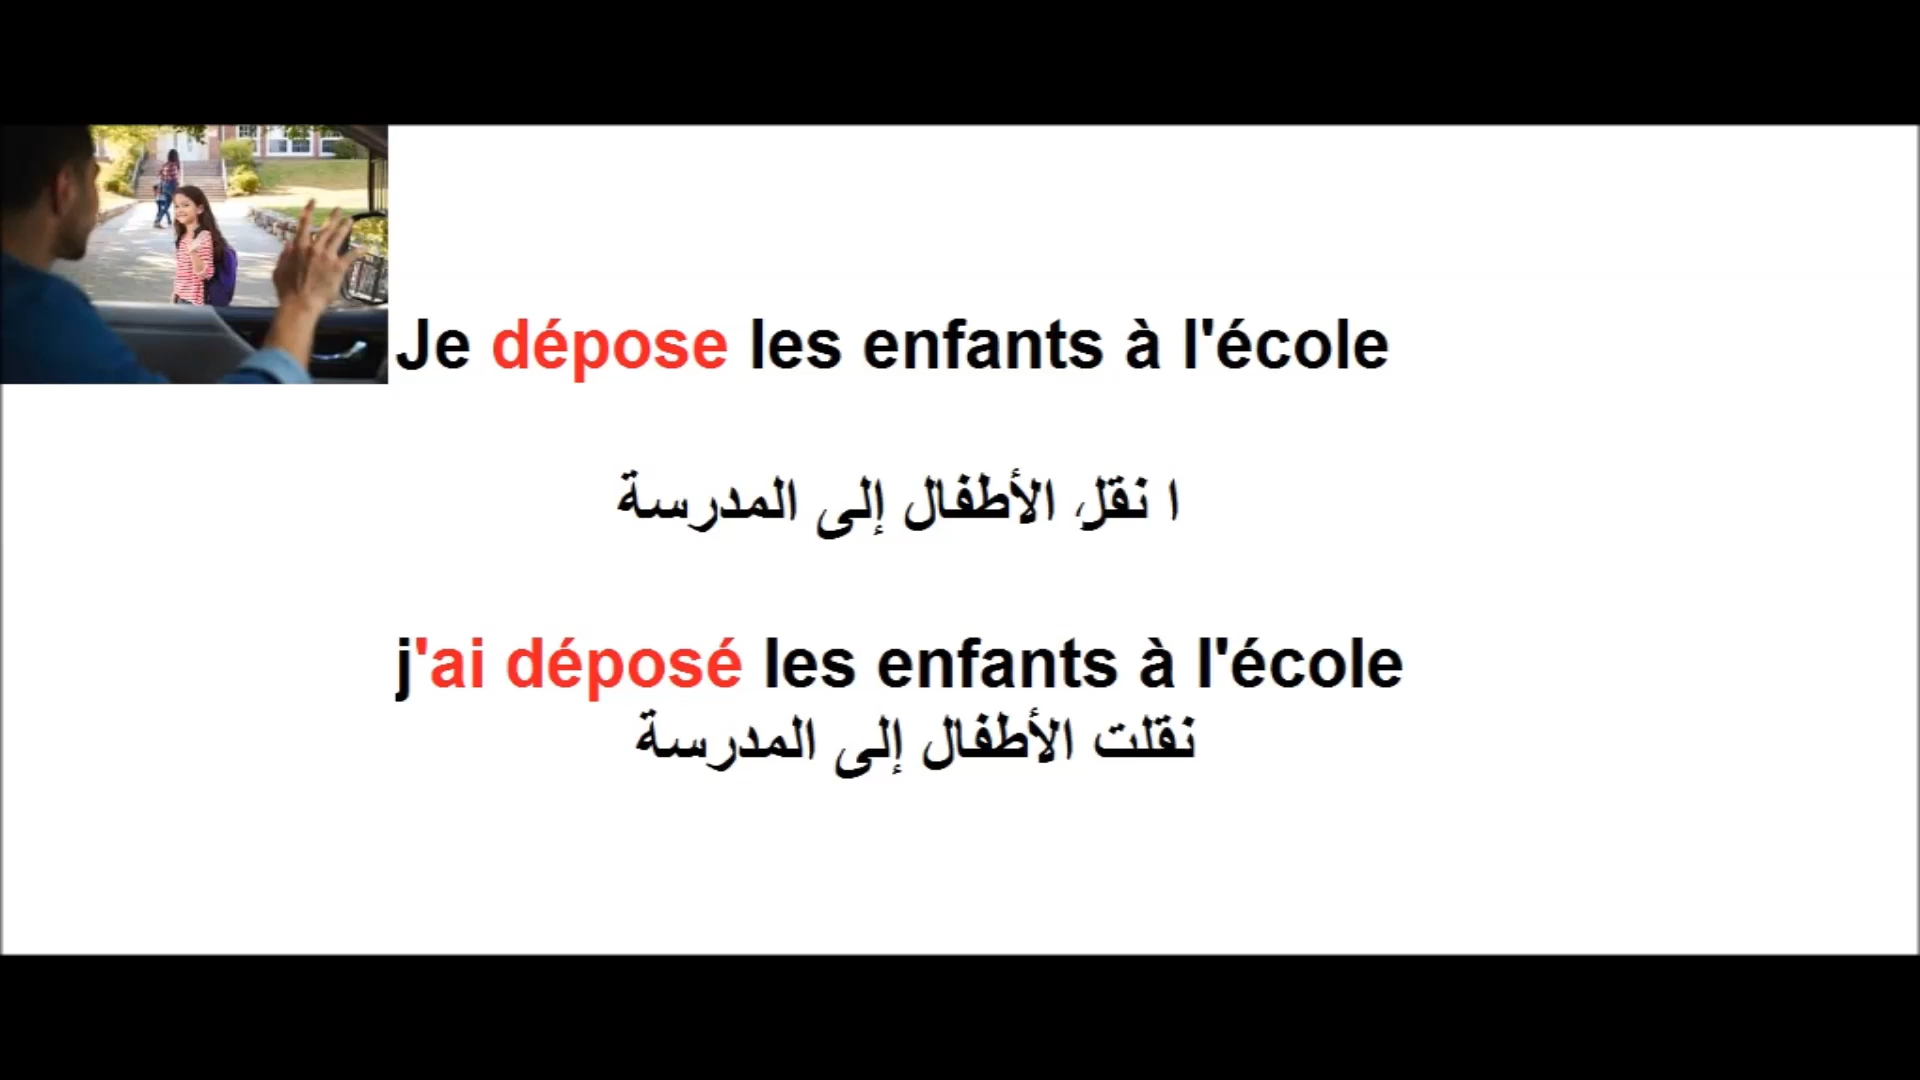 Je dépose les enfants à l'école
ا نقل، الأطفال إلى المدرسة
j'ai déposé les enfants à l'école
نقلت الأطفال إلى المدرسة